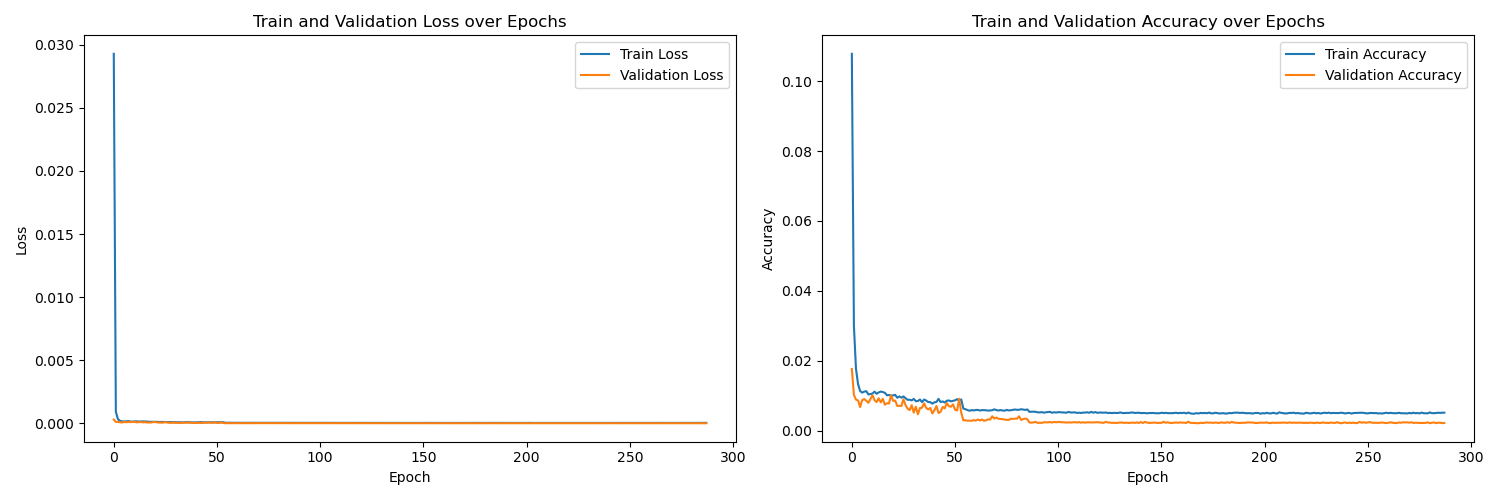 Train and Validation Loss over Epochs
Train Loss
Validation Loss
0.030
0.025
0.020
0.015
0.010
0.005
0.000
Loss
0 50 100 150 200 250 300
Epoch
Train and Validation Accuracy over Epochs
Train Accuracy
Validation Accuracy
0.10
0.08
0.06
0.04
0.02
0.00
Accuracy
0 50 100 150 200 250 300
Epoch